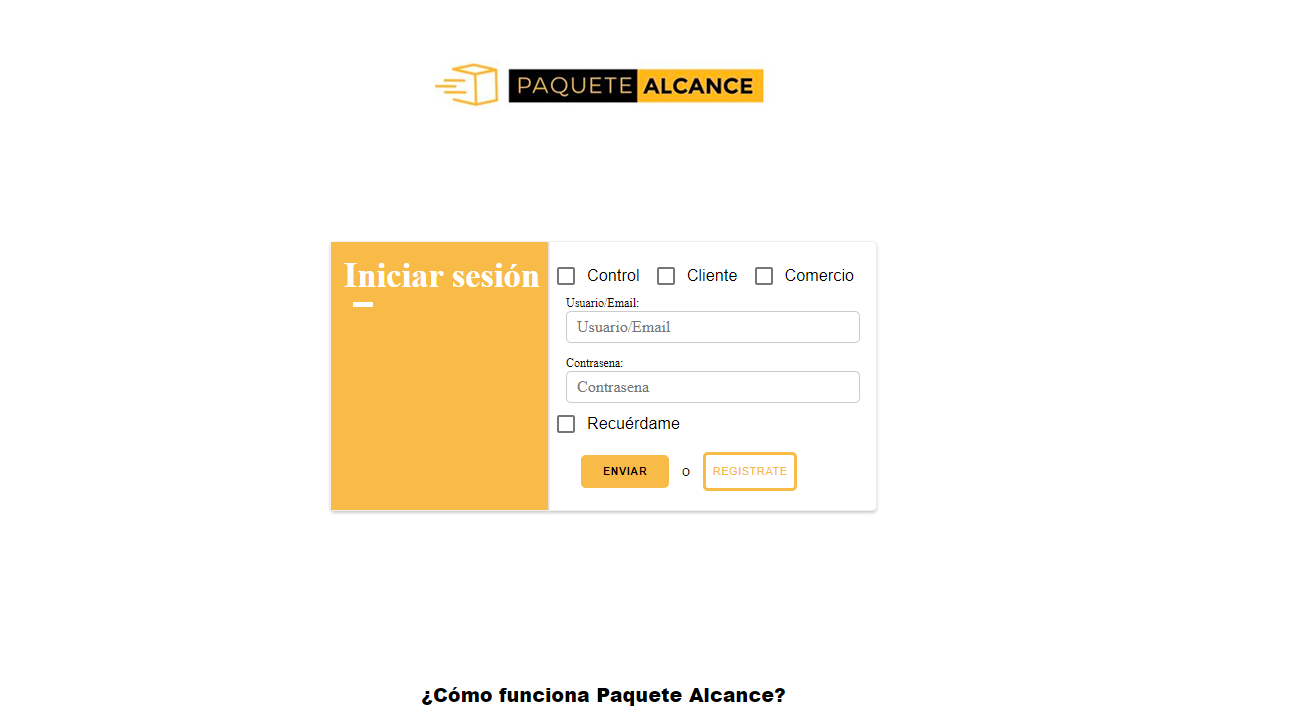 PAQUETE ALCANCE
Iniciar sesión
Control Cliente Comercio
Usuario/Email:
Usuario/Email
Contrasena:
Contrasena
Recuérdame
ENVIAR o REGISTRATE
¿Cómo funciona Paquete Alcance?